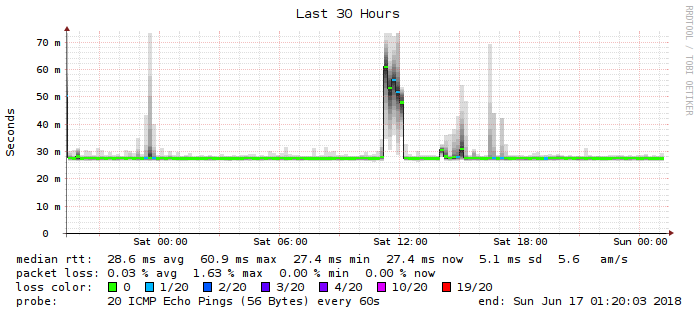 Last 30 Hours
RRDTOOL / TOBI OETIKER
Seconds
70 m
60 m
50 m
40 m
30 m
20 m
10 m
0
Sat 00:00 Sat 06:00 Sat 12:00 Sat 18:00 Sun 00:00
median rtt: 28.6 ms avg 60.9 ms max 27.4 ms min 27.4 ms now 5.1 ms sd 5.6 am/s
packet loss: 0.03 % avg 1.63 % max 0.00 % min 0.00 % now
loss color: 0 1/20 2/20 3/20 4/20 10/20 19/20
probe: 20 ICMP Echo Pings (56 Bytes) every 60s end: Sun Jun 17 01:20:03 2018